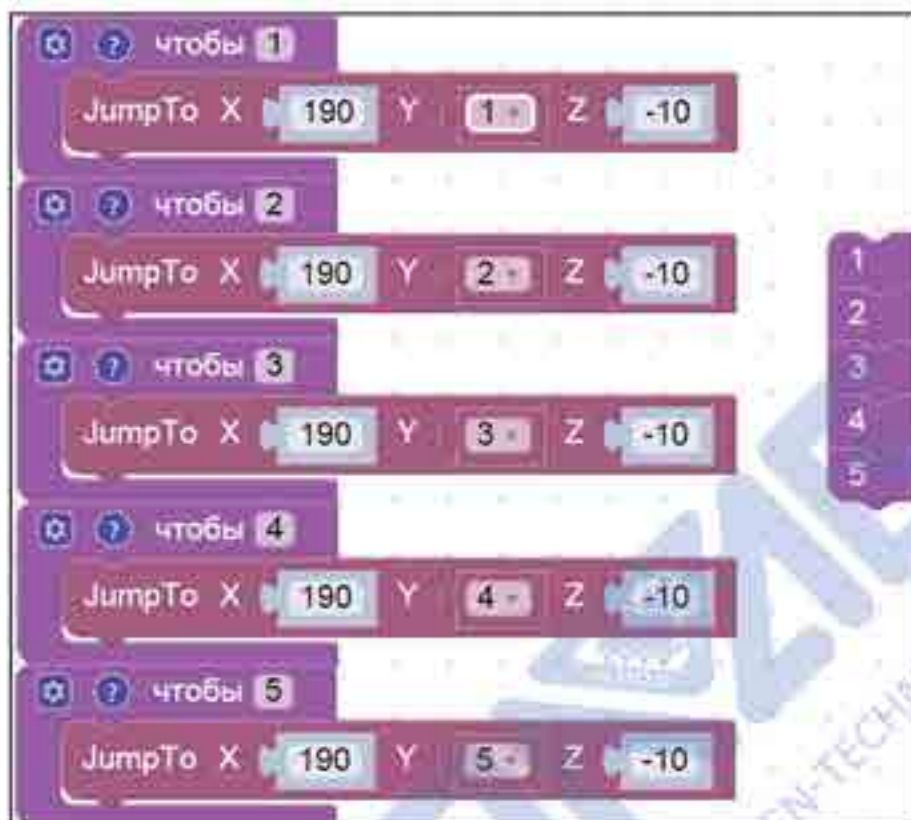 ? чтобы 1
JumpTo X 190 Y 1 Z -10
? чтобы 2
JumpTo X 190 Y 2 Z -10
? чтобы 3
JumpTo X 190 Y 3 Z -10
? чтобы 4
JumpTo X 190 Y 4 Z -10
? чтобы 5
JumpTo X 190 Y 5 Z -10
1
2
3
4
5